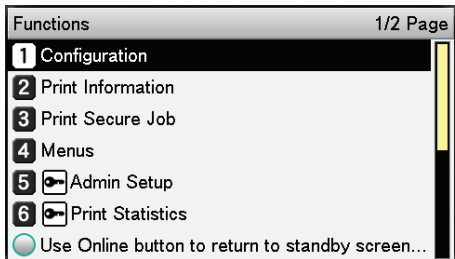 Functions 1/2 Page
1 Configuration
2 Print Information
3 Print Secure Job
4 Menus
5 Admin Setup
6 Print Statistics
Use Online button to return to standby screen...